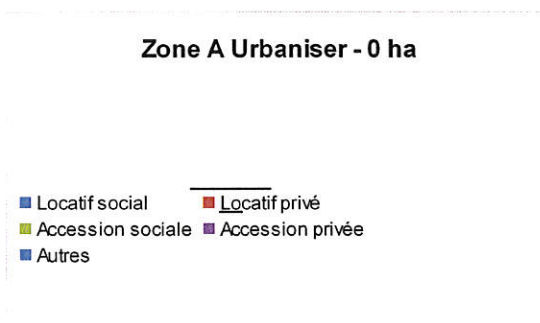 Zone A Urbaniser - 0 ha
Locatif social Locatif privé
Accession sociale Accession privée
Autres